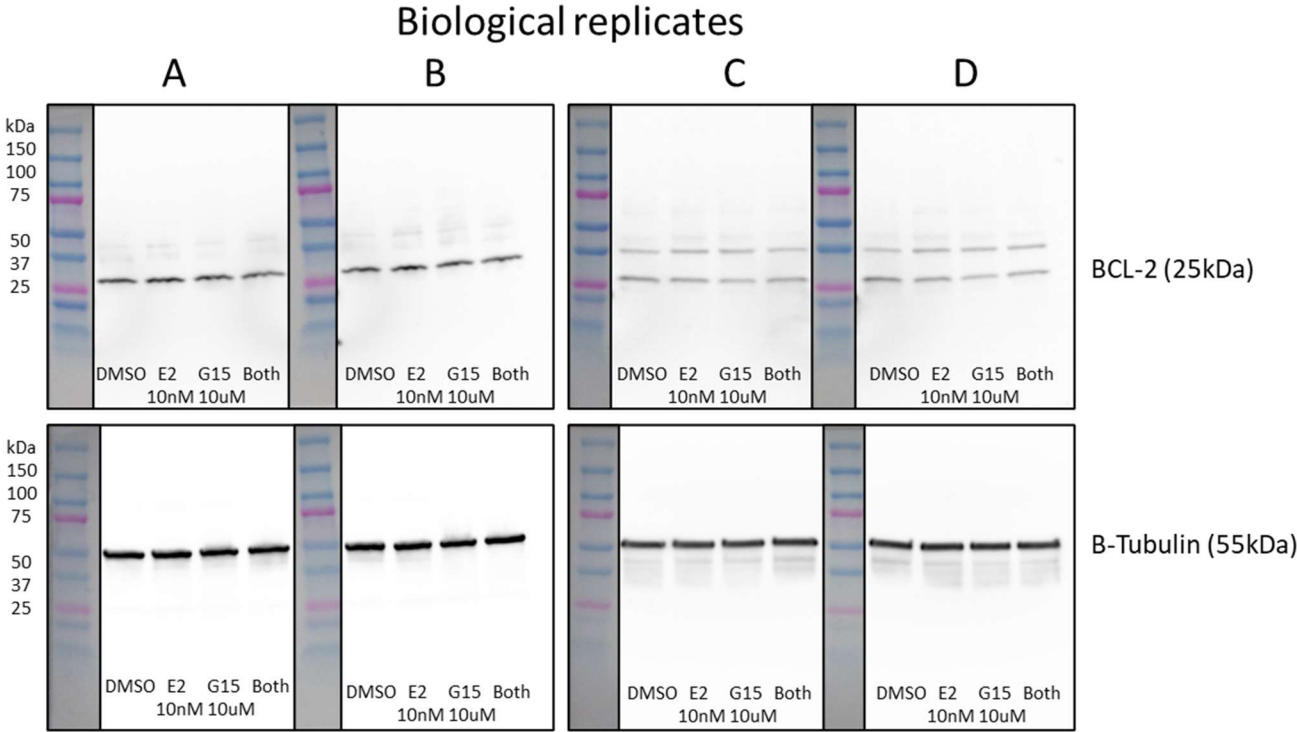 Biological replicates
A B C D
kDa
150
100
75
50
37
25
BCL-2 (25kDa)
DMSO E2 G15 Both DMSO E2 G15 Both DMSO E2 G15 Both DMSO E2 G15 Both
10nM 10uM 10nM 10uM 10nM 10uM 10nM 10uM
kDa
150
100
75
50
37
25
B-Tubulin (55kDa)
DMSO E2 G15 Both DMSO E2 G15 Both DMSO E2 G15 Both DMSO E2 G15 Both
10nM 10uM 10nM 10uM 10nM 10uM 10nM 10uM